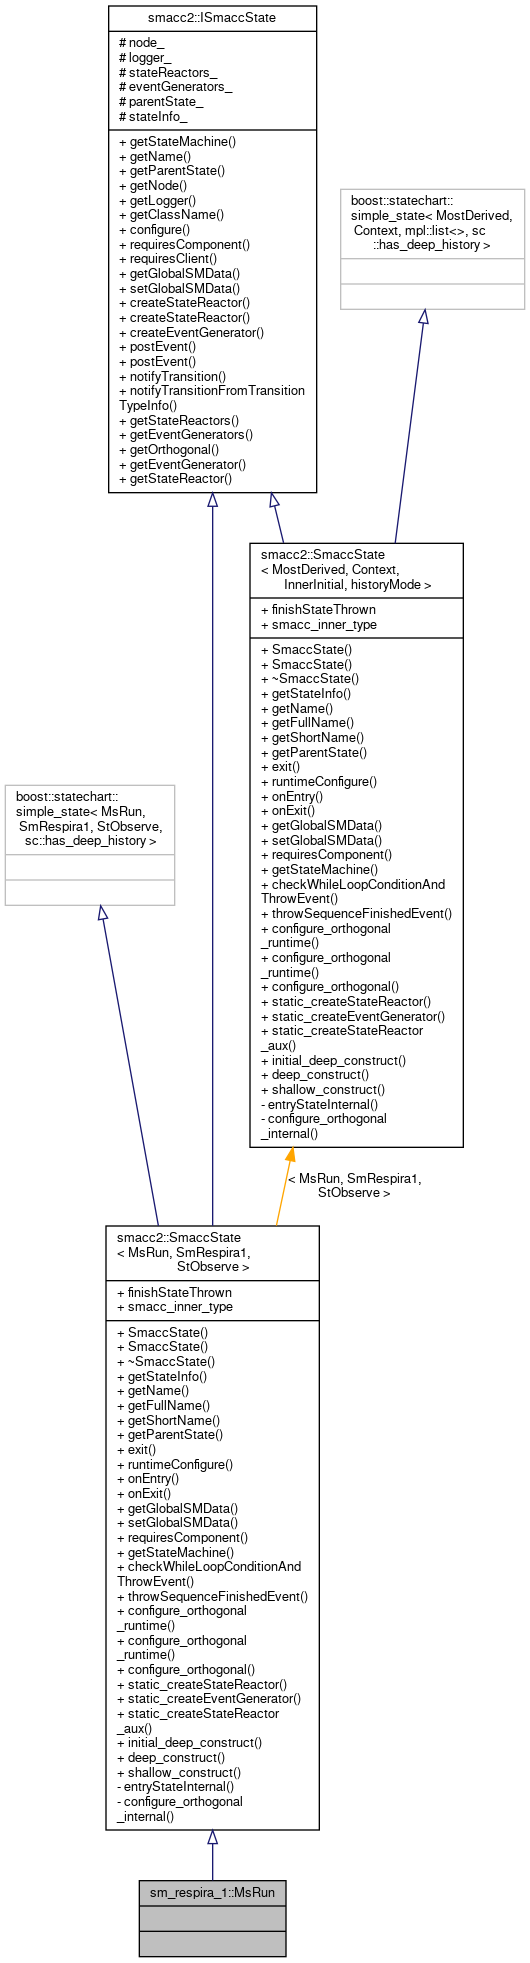 smacc2::ISmaccState
# node_
# logger_
# stateReactors_
# eventGenerators_
# parentState_
# stateInfo_
+ getStateMachine()
+ getName()
+ getParentState()
+ getNode()
+ getLogger()
+ getClassName()
+ configure()
+ requiresComponent()
+ requiresClient()
+ getGlobalSMData()
+ setGlobalSMData()
+ createStateReactor()
+ createStateReactor()
+ createEventGenerator()
+ postEvent()
+ postEvent()
+ notifyTransition()
+ notifyTransitionFromTransition
TypeInfo()
+ getStateReactors()
+ getEventGenerators()
+ getOrthogonal()
+ getEventGenerator()
+ getStateReactor()
boost::statechart::
simple_state< MostDerived,
Context, mpl::list<>, sc
::has_deep_history >
smacc2::SmaccState
< MostDerived, Context,
InnerInitial, historyMode >
+ finishStateThrown
+ smacc_inner_type
+ SmaccState()
+ SmaccState()
+ ~SmaccState()
+ getStateInfo()
+ getName()
+ getFullName()
+ getShortName()
+ getParentState()
+ exit()
+ runtimeConfigure()
+ onEntry()
+ onExit()
+ getGlobalSMData()
+ setGlobalSMData()
+ requiresComponent()
+ getStateMachine()
+ checkWhileLoopConditionAnd
ThrowEvent()
+ throwSequenceFinishedEvent()
+ configure_orthogonal
_runtime()
+ configure_orthogonal
_runtime()
+ configure_orthogonal()
+ static_createStateReactor()
+ static_createEventGenerator()
+ static_createStateReactor
_aux()
+ initial_deep_construct()
+ deep_construct()
+ shallow_construct()
- entryStateInternal()
- configure_orthogonal
_internal()
boost::statechart::
simple_state< MsRun,
SmRespira1, StObserve,
sc::has_deep_history >
< MsRun, SmRespira1,
StObserve >
smacc2::SmaccState
< MsRun, SmRespira1,
StObserve >
+ finishStateThrown
+ smacc_inner_type
+ SmaccState()
+ SmaccState()
+ ~SmaccState()
+ getStateInfo()
+ getName()
+ getFullName()
+ getShortName()
+ getParentState()
+ exit()
+ runtimeConfigure()
+ onEntry()
+ onExit()
+ getGlobalSMData()
+ setGlobalSMData()
+ requiresComponent()
+ getStateMachine()
+ checkWhileLoopConditionAnd
ThrowEvent()
+ throwSequenceFinishedEvent()
+ configure_orthogonal
_runtime()
+ configure_orthogonal
_runtime()
+ configure_orthogonal()
+ static_createStateReactor()
+ static_createEventGenerator()
+ static_createStateReactor
_aux()
+ initial_deep_construct()
+ deep_construct()
+ shallow_construct()
- entryStateInternal()
- configure_orthogonal
_internal()
sm_respira_1::MsRun